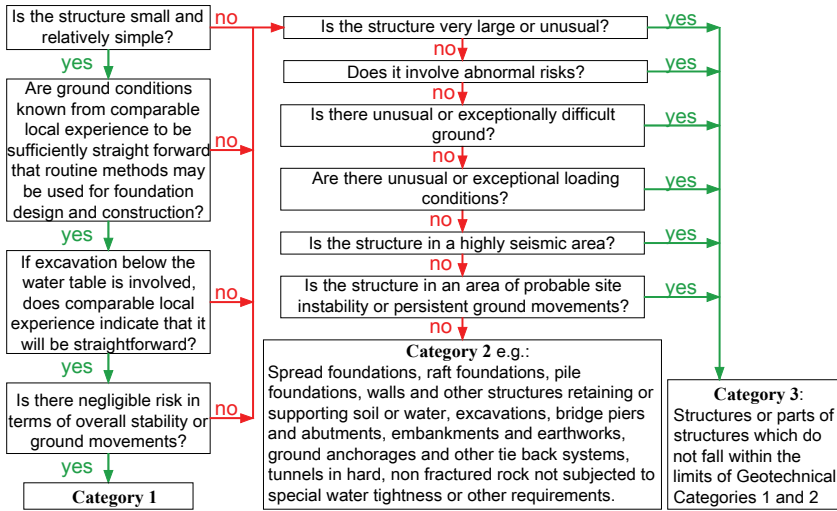 Is the structure small and
relatively simple?
no
yes
Are ground conditions
known from comparable
local experience to be
sufficiently straight forward
that routine methods may
be used for foundation
design and construction?
no
yes
If excavation below the
water table is involved,
does comparable local
experience indicate that it
will be straightforward?
no
yes
Is there negligible risk in
terms of overall stability or
ground movements?
no
yes
Category 1
Is the structure very large or unusual?
yes
no
Does it involve abnormal risks?
yes
no
Is there unusual or exceptionally difficult
ground?
yes
no
Are there unusual or exceptional loading
conditions?
yes
no
Is the structure in a highly seismic area?
yes
no
Is the structure in an area of probable site
instability or persistent ground movements?
yes
no
Category 2 e.g.:
Spread foundations, raft foundations, pile
foundations, walls and other structures retaining or
supporting soil or water, excavations, bridge piers
and abutments, embankments and earthworks,
ground anchorages and other tie back systems,
tunnels in hard, non fractured rock not subjected to
special water tightness or other requirements.
Category 3:
Structures or parts of
structures which do
not fall within the
limits of Geotechnical
Categories 1 and 2